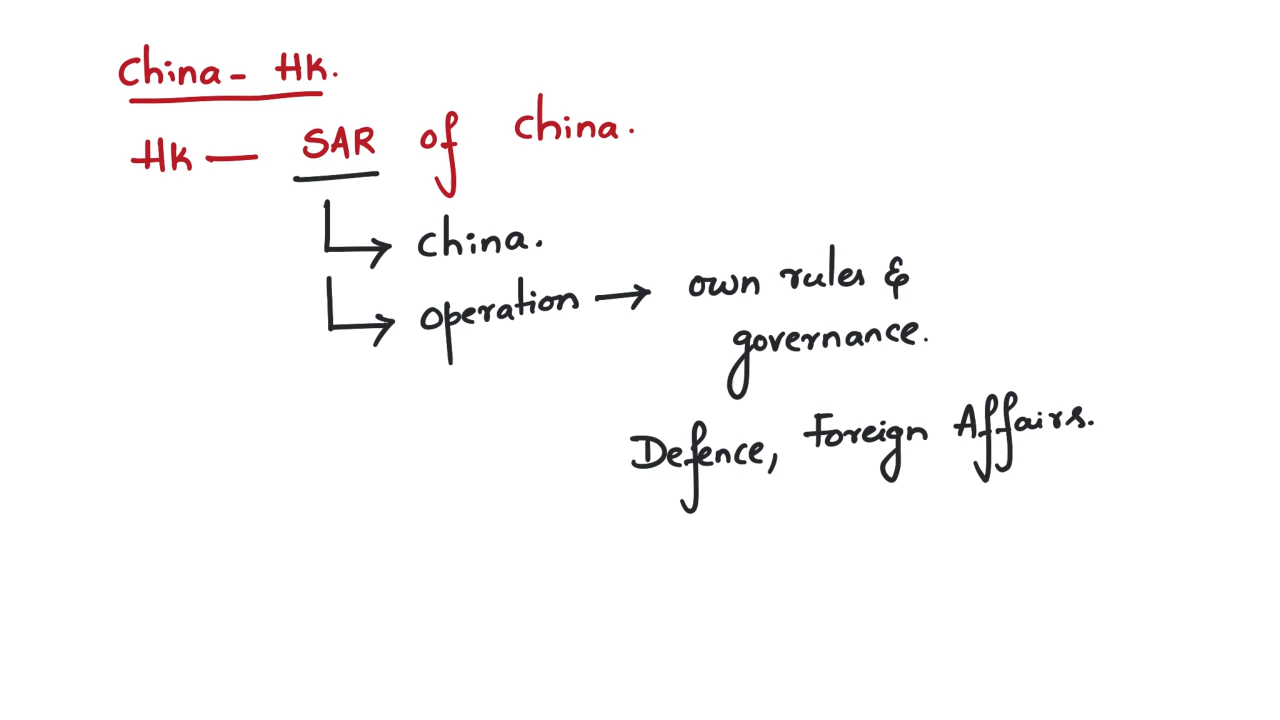 China - HK.
HK — SAR of China.
↳ China.
↳ operation → own rules &
governance.
Defence, Foreign Affairs.